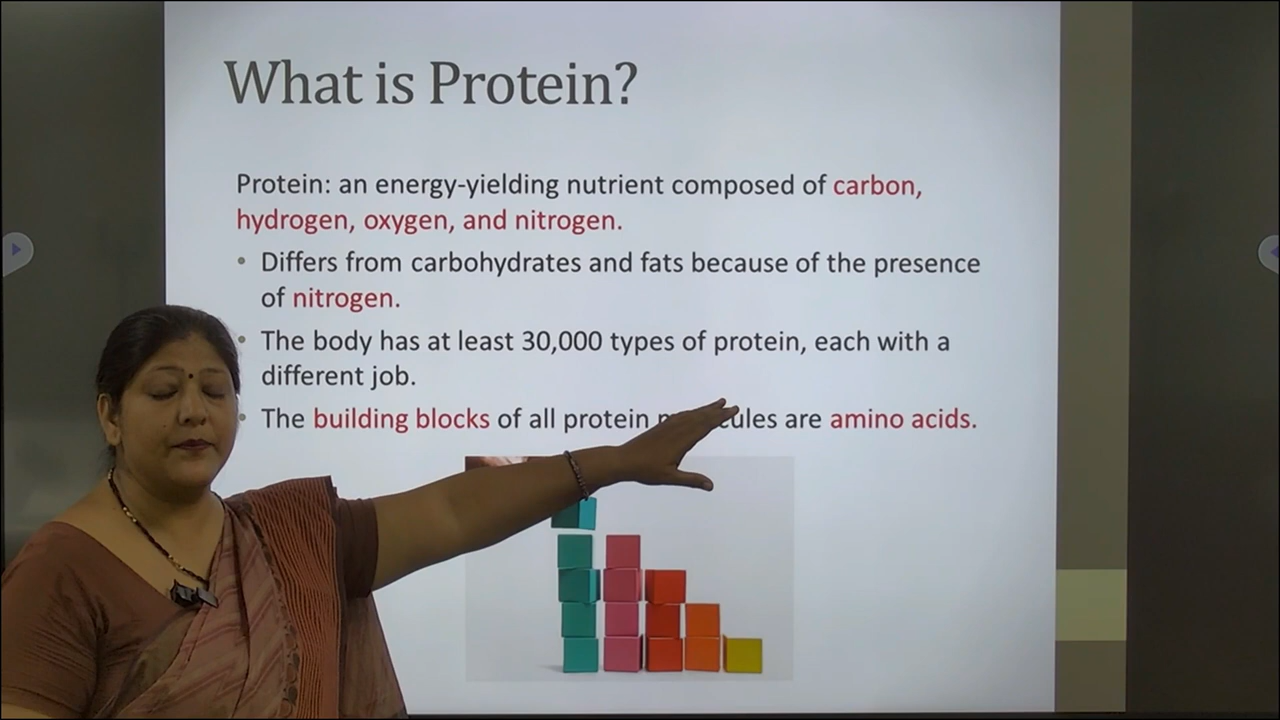 What is Protein?
Protein: an energy-yielding nutrient composed of carbon,
hydrogen, oxygen, and nitrogen.
• Differs from carbohydrates and fats because of the presence
of nitrogen.
• The body has at least 30,000 types of protein, each with a
different job.
• The building blocks of all protein are amino acids.